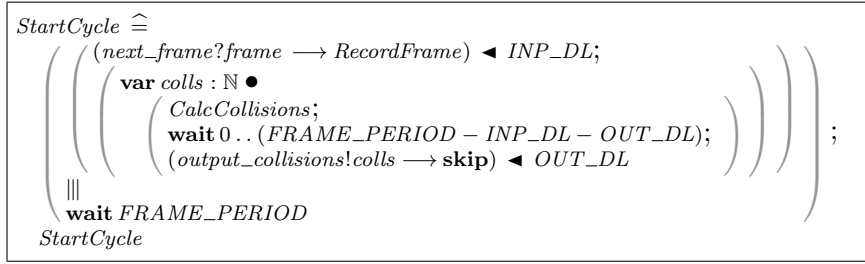 StartCycle ≙
( ( ( next_frame?frame ⟶ RecordFrame) ◄ INP_DL;
var colls : ℕ ●
CalcCollisions;
wait 0 .. (FRAME_PERIOD − INP_DL − OUT_DL);
(output_collisions!colls ⟶ skip) ◄ OUT_DL ) ) ) ;
|||
wait FRAME_PERIOD
StartCycle